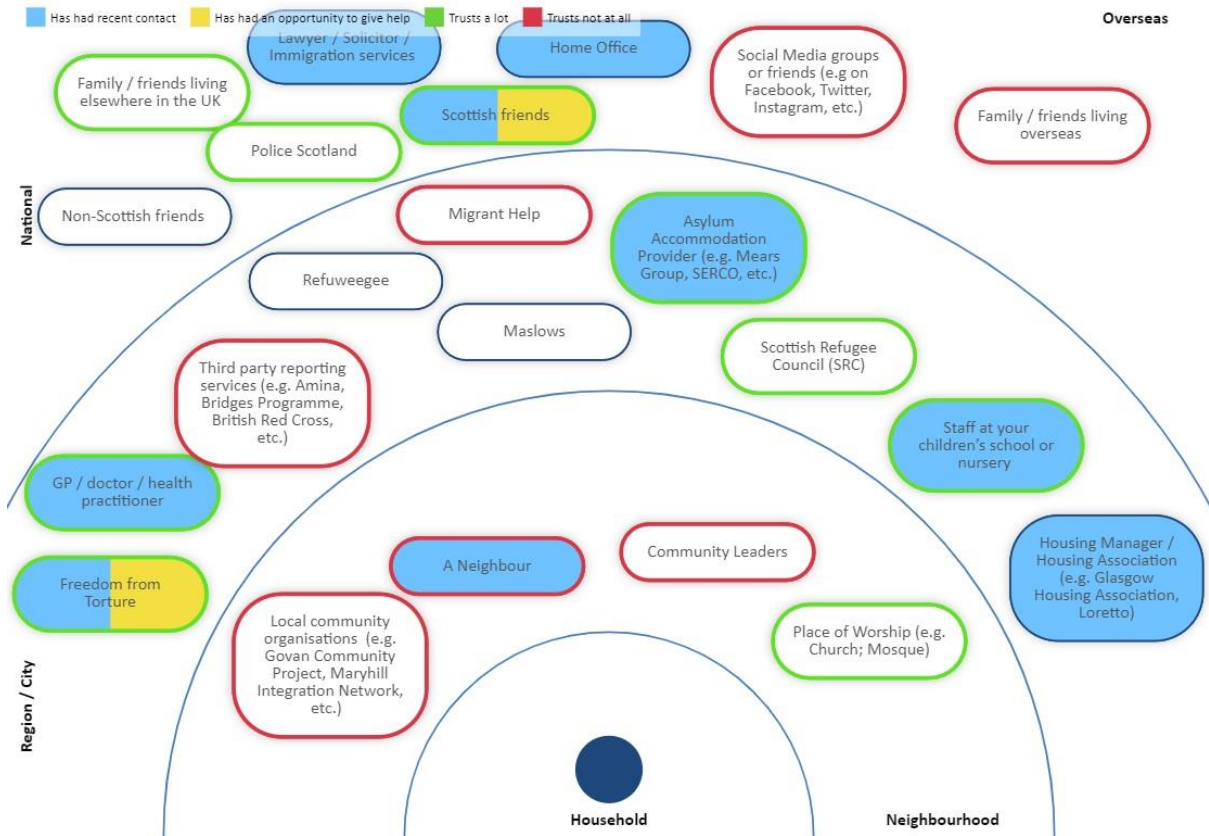 Has had recent contact
Has had an opportunity to give help
Trusts a lot
Trusts not at all
Overseas
Lawyer / Solicitor /
Immigration services
Home Office
Social Media groups
or friends (e.g on
Facebook, Twitter,
Instagram, etc.)
Family / friends living
elsewhere in the UK
Scottish friends
Family / friends living
overseas
Police Scotland
National
Non-Scottish friends
Migrant Help
Asylum
Accommodation
Provider (e.g. Mears
Group, SERCO, etc.)
Refuweegee
Maslows
Scottish Refugee
Council (SRC)
Third party reporting
services (e.g. Amina,
Bridges Programme,
British Red Cross,
etc.)
Staff at your
children's school or
nursery
GP / doctor / health
practitioner
Housing Manager /
Housing Association
(e.g. Glasgow
Housing Association,
Loretto)
Community Leaders
A Neighbour
Freedom from
Torture
Local community
organisations (e.g.
Govan Community
Project, Maryhill
Integration Network,
etc.)
Place of Worship (e.g.
Church; Mosque)
Region / City
Household
Neighbourhood